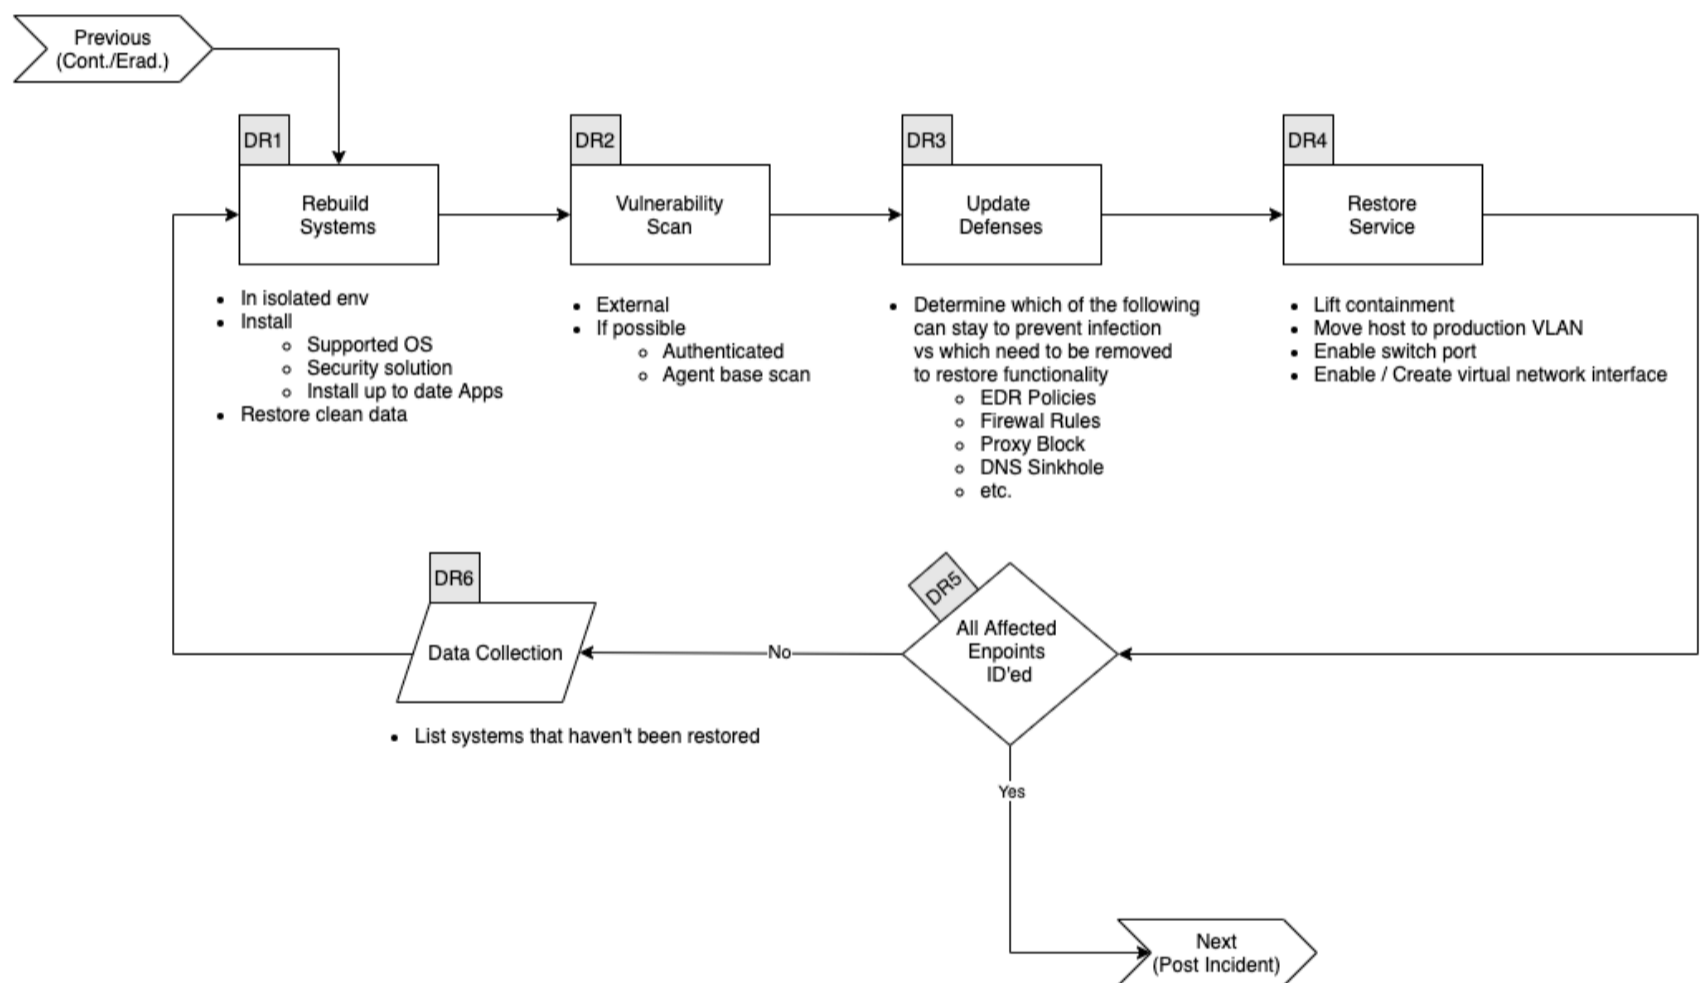 Previous
(Cont./Erad.)
DR1
Rebuild
Systems
• In isolated env
• Install
○ Supported OS
○ Security solution
○ Install up to date Apps
• Restore clean data
DR2
Vulnerability
Scan
• External
• If possible
○ Authenticated
○ Agent base scan
DR3
Update
Defenses
• Determine which of the following
can stay to prevent infection
vs which need to be removed
to restore functionality
○ EDR Policies
○ Firewal Rules
○ Proxy Block
○ DNS Sinkhole
○ etc.
DR4
Restore
Service
• Lift containment
• Move host to production VLAN
• Enable switch port
• Enable / Create virtual network interface
DR5
All Affected
Enpoints
ID'ed
No
DR6
Data Collection
• List systems that haven't been restored
Yes
Next
(Post Incident)